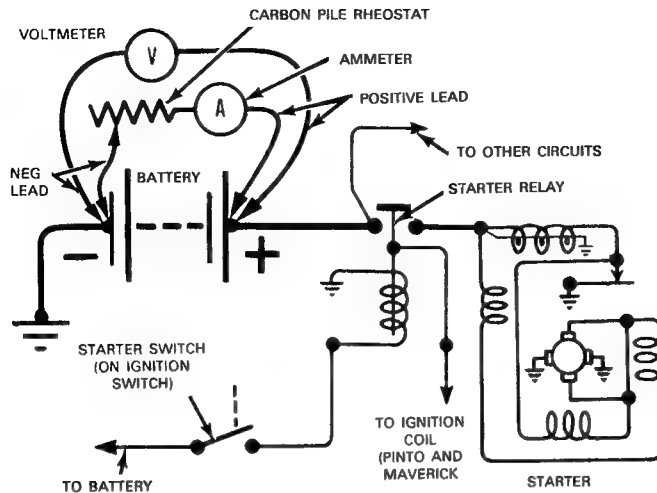 CARBON PILE RHEOSTAT
VOLTMETER
V
AMMETER
A
POSITIVE LEAD
NEG
LEAD
BATTERY
TO OTHER CIRCUITS
STARTER RELAY
−
+
STARTER SWITCH
(ON IGNITION
SWITCH)
TO IGNITION
COIL
(PINTO AND
MAVERICK
TO BATTERY
STARTER